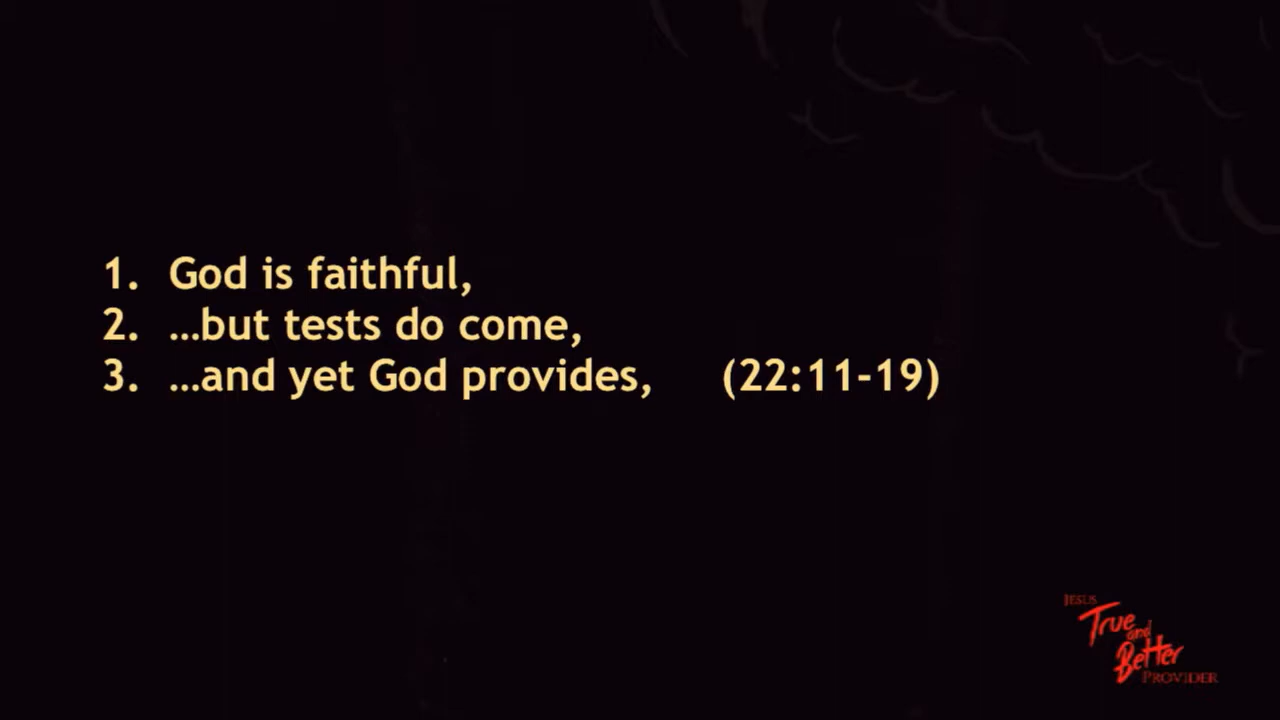 1. God is faithful,
2. …but tests do come,
3. …and yet God provides, (22:11-19)
JESUS
True
and
Better
PROVIDER